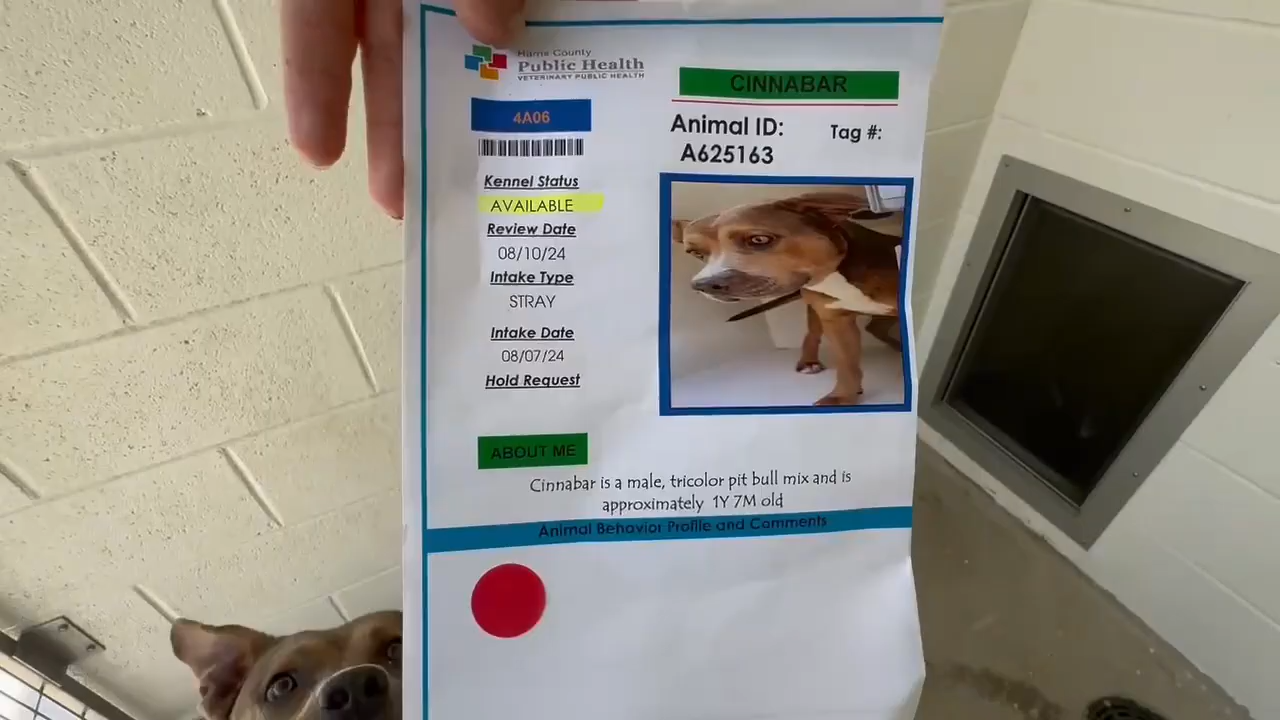 Harris County
Public Health
VETERINARY PUBLIC HEALTH
CINNABAR
4A06
Animal ID:
Tag #:
A625163
Kennel Status
AVAILABLE
Review Date
08/10/24
Intake Type
STRAY
Intake Date
08/07/24
Hold Request
ABOUT ME
Cinnabar is a male, tricolor pit bull mix and is
approximately 1Y 7M old
Animal Behavior Profile and Comments